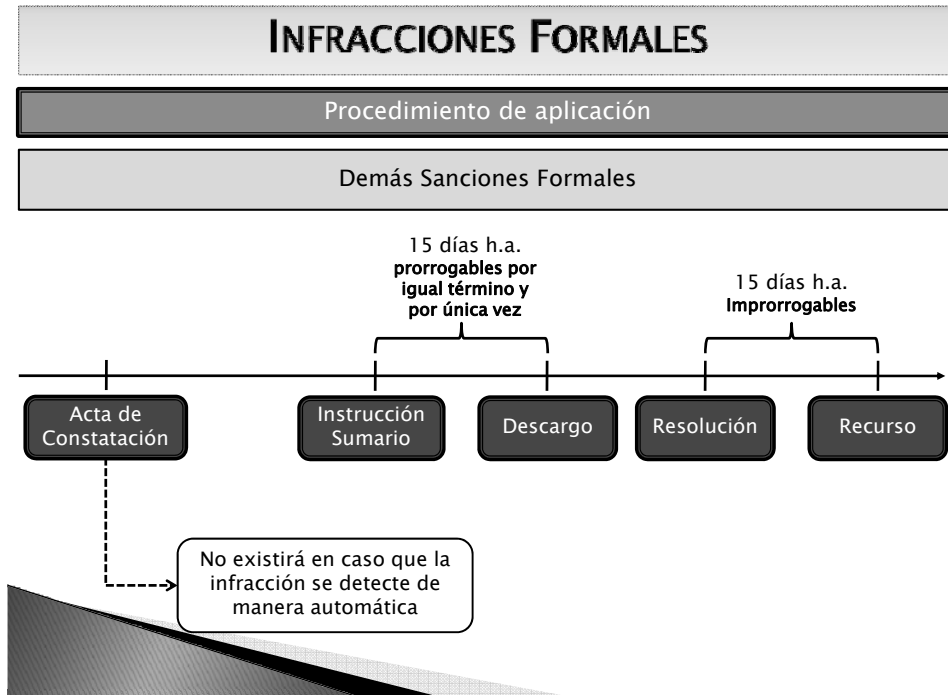 INFRACCIONES FORMALES
Procedimiento de aplicación
Demás Sanciones Formales
15 días h.a.
prorrogables por
igual término y
por única vez
15 días h.a.
Improrrogables
Acta de
Constatación
Instrucción
Sumario
Descargo
Resolución
Recurso
No existirá en caso que la
infracción se detecte de
manera automática